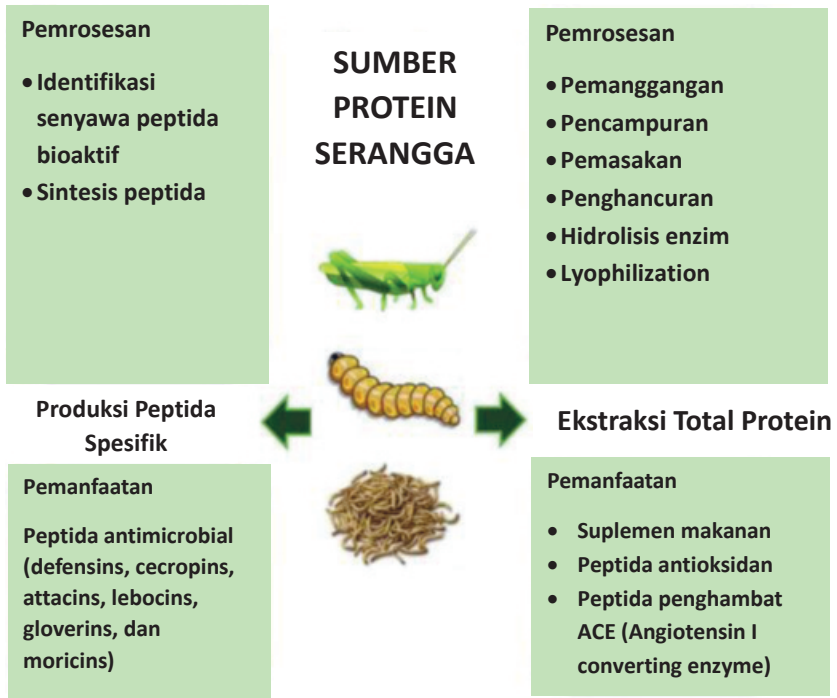 Pemrosesan
• Identifikasi
senyawa peptida
bioaktif
• Sintesis peptida
SUMBER
PROTEIN
SERANGGA
Pemrosesan
• Pemanggangan
• Pencampuran
• Pemasakan
• Penghancuran
• Hidrolisis enzim
• Lyophilization
Produksi Peptida
Spesifik
Ekstraksi Total Protein
Pemanfaatan
Peptida antimicrobial
(defensins, cecropins,
attacins, lebocins,
gloverins, dan
moricins)
Pemanfaatan
• Suplemen makanan
• Peptida antioksidan
• Peptida penghambat
ACE (Angiotensin I
converting enzyme)